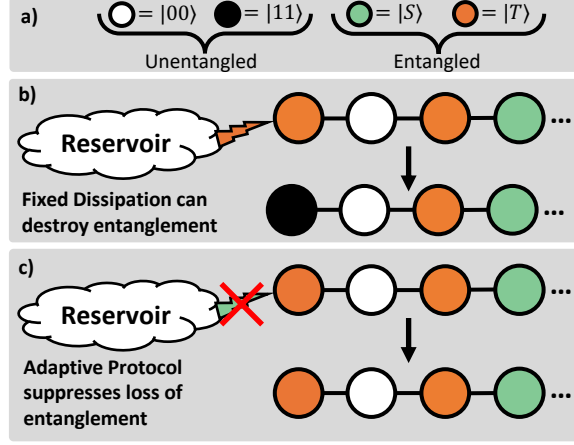 a) = |00⟩ = |11⟩ = |S⟩ = |T⟩
Unentangled Entangled
b)
Reservoir
...
Fixed Dissipation can
destroy entanglement
...
c)
Reservoir
...
Adaptive Protocol
suppresses loss of
entanglement
...